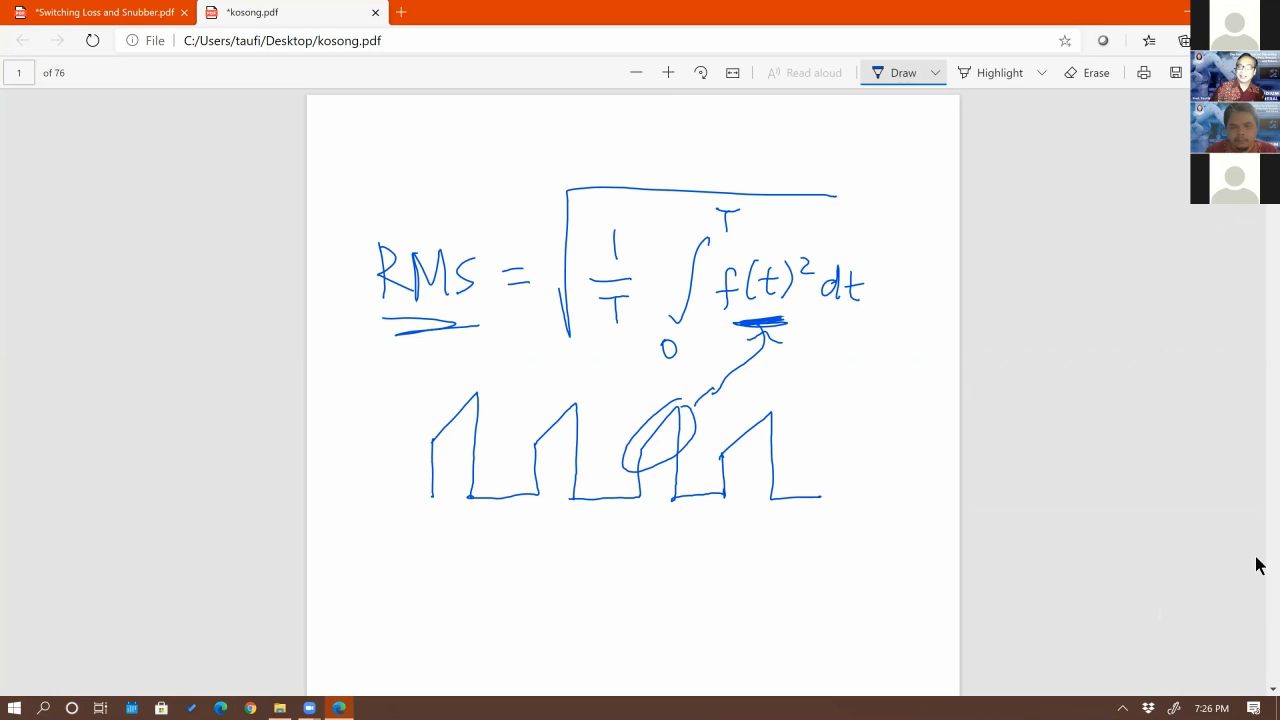 *Switching Loss and Snubber.pdf
*kosong.pdf
File C:/Users/taufi/Desktop/kosong.pdf
1 of 76
Read aloud
Draw
Highlight
Erase
RMS = √ 1/T ∫ 0 T f(t)² dt
7:26 PM